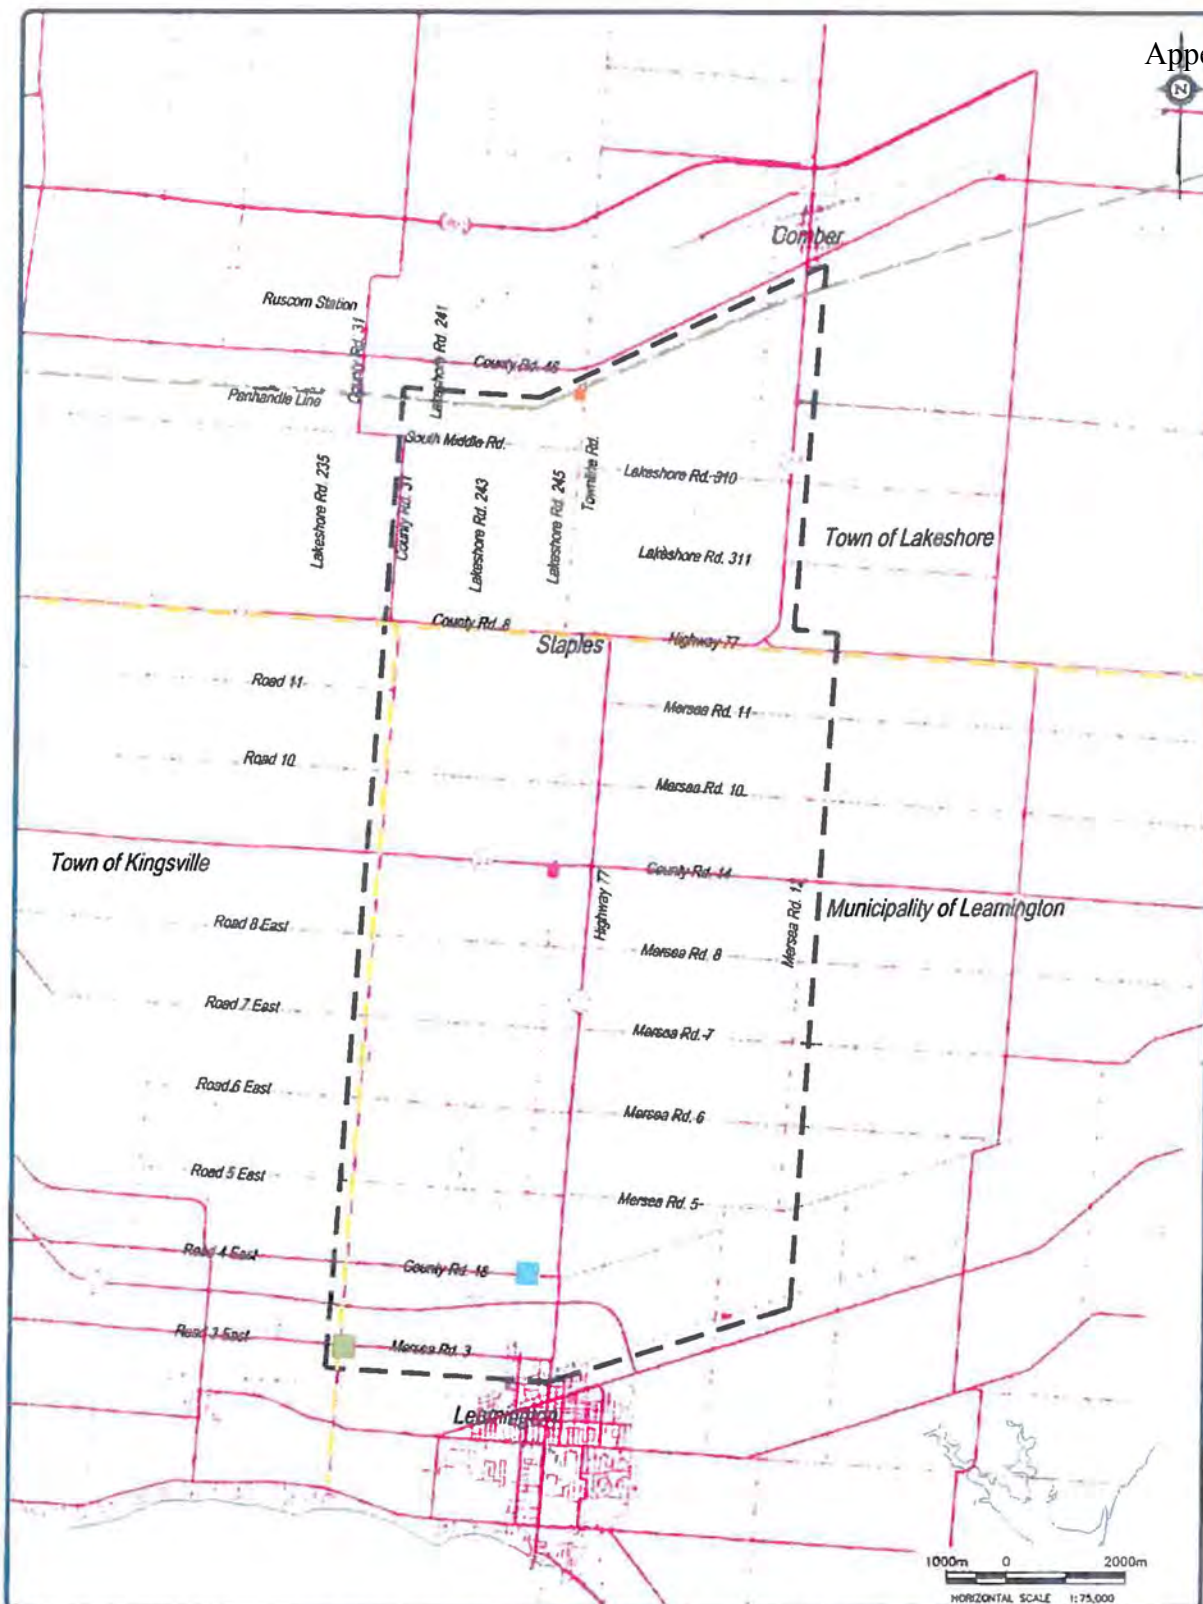 Appe
N
Comber
Ruscom Station
County Rd. 31
Lakeshore Rd. 241
County Rd. 46
Panhandle Line
South Middle Rd.
Lakeshore Rd. 235
County Rd. 31
Lakeshore Rd. 243
Lakeshore Rd. 245
Townline Rd.
Lakeshore Rd. 310
Lakeshore Rd. 311
Town of Lakeshore
County Rd. 8
Staples
Highway 77
Road 11
Mersea Rd. 11
Road 10
Mersea Rd. 10
Town of Kingsville
County Rd. 14
Highway 77
Mersea Rd. 12
Municipality of Leamington
Road 8 East
Mersea Rd. 8
Road 7 East
Mersea Rd. 7
Road 6 East
Mersea Rd. 6
Road 5 East
Mersea Rd. 5
Road 4 East
County Rd. 18
Road 3 East
Mersea Rd. 3
Leamington
1000m 0 2000m
HORIZONTAL SCALE 1:75,000